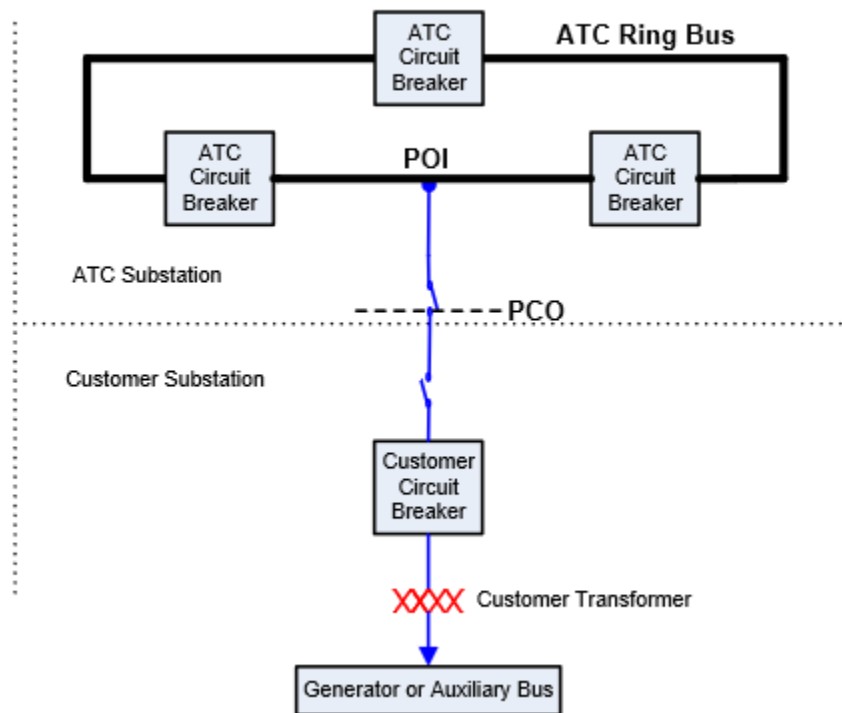 ATC
Circuit
Breaker
ATC Ring Bus
ATC
Circuit
Breaker
POI
ATC
Circuit
Breaker
ATC Substation
PCO
Customer Substation
Customer
Circuit
Breaker
XXXX
Customer Transformer
Generator or Auxiliary Bus